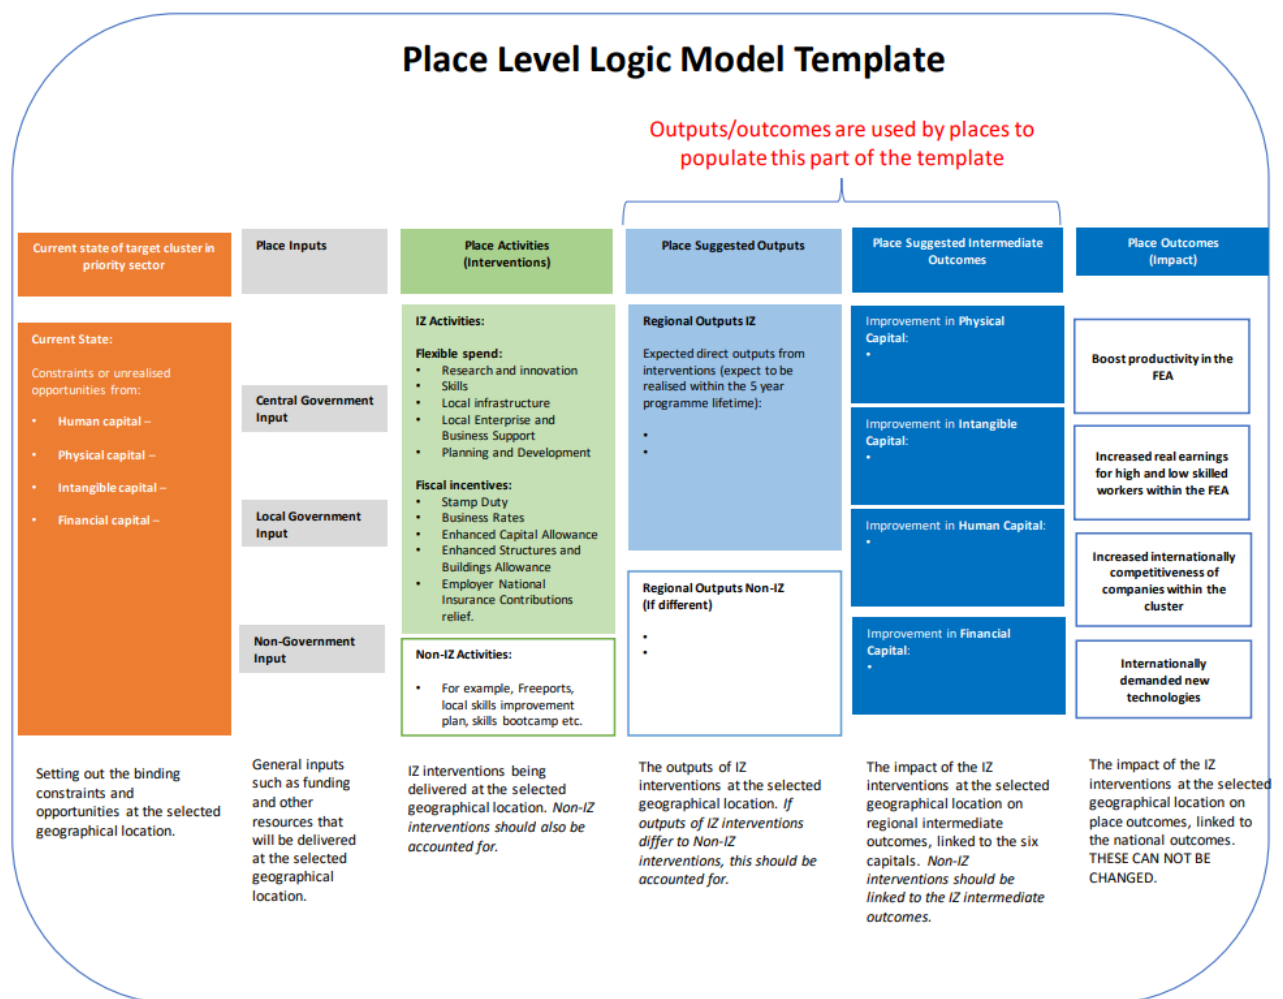 Place Level Logic Model Template
Outputs/outcomes are used by places to
populate this part of the template
Current state of target cluster in
priority sector
Place Inputs
Place Activities
(Interventions)
Place Suggested Outputs
Place Suggested Intermediate
Outcomes
Place Outcomes
(Impact)
Current State:
Constraints or unrealised
opportunities from:
• Human capital –
• Physical capital –
• Intangible capital –
• Financial capital –
Central Government
Input
Local Government
Input
Non-Government
Input
IZ Activities:
Flexible spend:
• Research and innovation
• Skills
• Local infrastructure
• Local Enterprise and
Business Support
• Planning and Development
Fiscal incentives:
• Stamp Duty
• Business Rates
• Enhanced Capital Allowance
• Enhanced Structures and
Buildings Allowance
• Employer National
Insurance Contributions
relief.
Non-IZ Activities:
• For example, Freeports,
local skills improvement
plan, skills bootcamp etc.
Regional Outputs IZ
Expected direct outputs from
interventions (expect to be
realised within the 5 year
programme lifetime):
•
•
Regional Outputs Non-IZ
(If different)
•
•
Improvement in Physical
Capital:
•
Improvement in Intangible
Capital:
•
Improvement in Human Capital:
•
Improvement in Financial
Capital:
•
Boost productivity in the
FEA
Increased real earnings
for high and low skilled
workers within the FEA
Increased internationally
competitiveness of
companies within the
cluster
Internationally
demanded new
technologies
Setting out the binding
constraints and
opportunities at the selected
geographical location.
General inputs
such as funding
and other
resources that
will be delivered
at the selected
geographical
location.
IZ interventions being
delivered at the selected
geographical location. Non-IZ
interventions should also be
accounted for.
The outputs of IZ
interventions at the selected
geographical location. If
outputs of IZ interventions
differ to Non-IZ
interventions, this should be
accounted for.
The impact of the IZ
interventions at the selected
geographical location on
regional intermediate
outcomes, linked to the six
capitals. Non-IZ
interventions should be
linked to the IZ intermediate
outcomes.
The impact of the IZ
interventions at the selected
geographical location on
place outcomes, linked to
the national outcomes.
THESE CAN NOT BE
CHANGED.